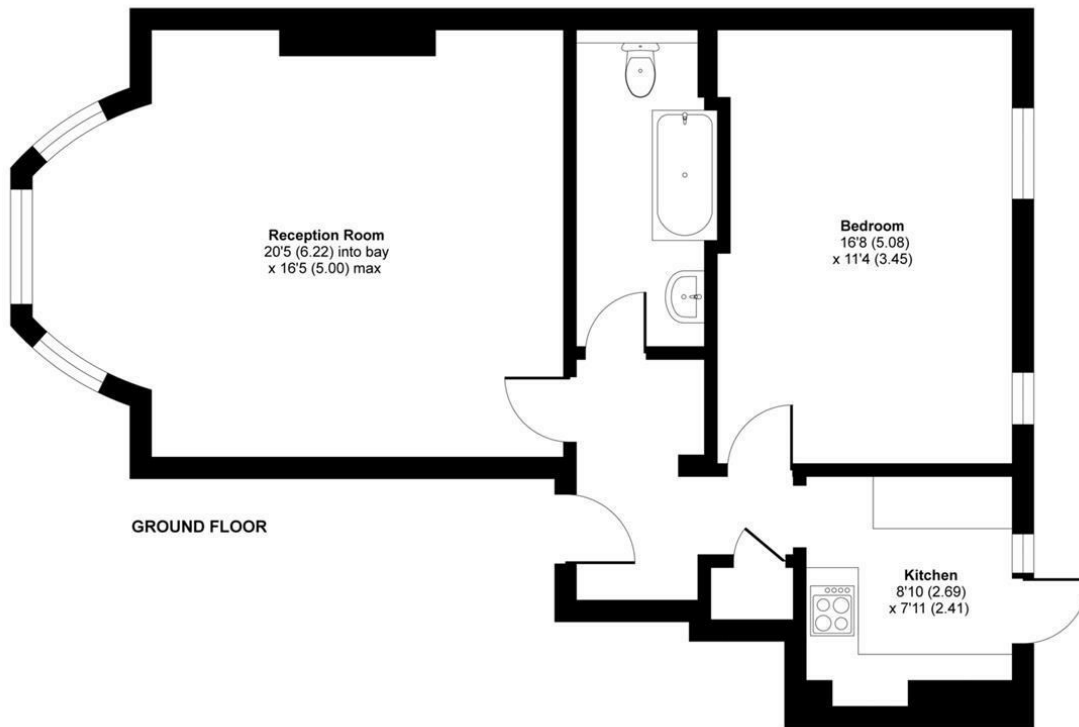 Reception Room
20'5 (6.22) into bay
x 16'5 (5.00) max
Bedroom
16'8 (5.08)
x 11'4 (3.45)
GROUND FLOOR
Kitchen
8'10 (2.69)
x 7'11 (2.41)